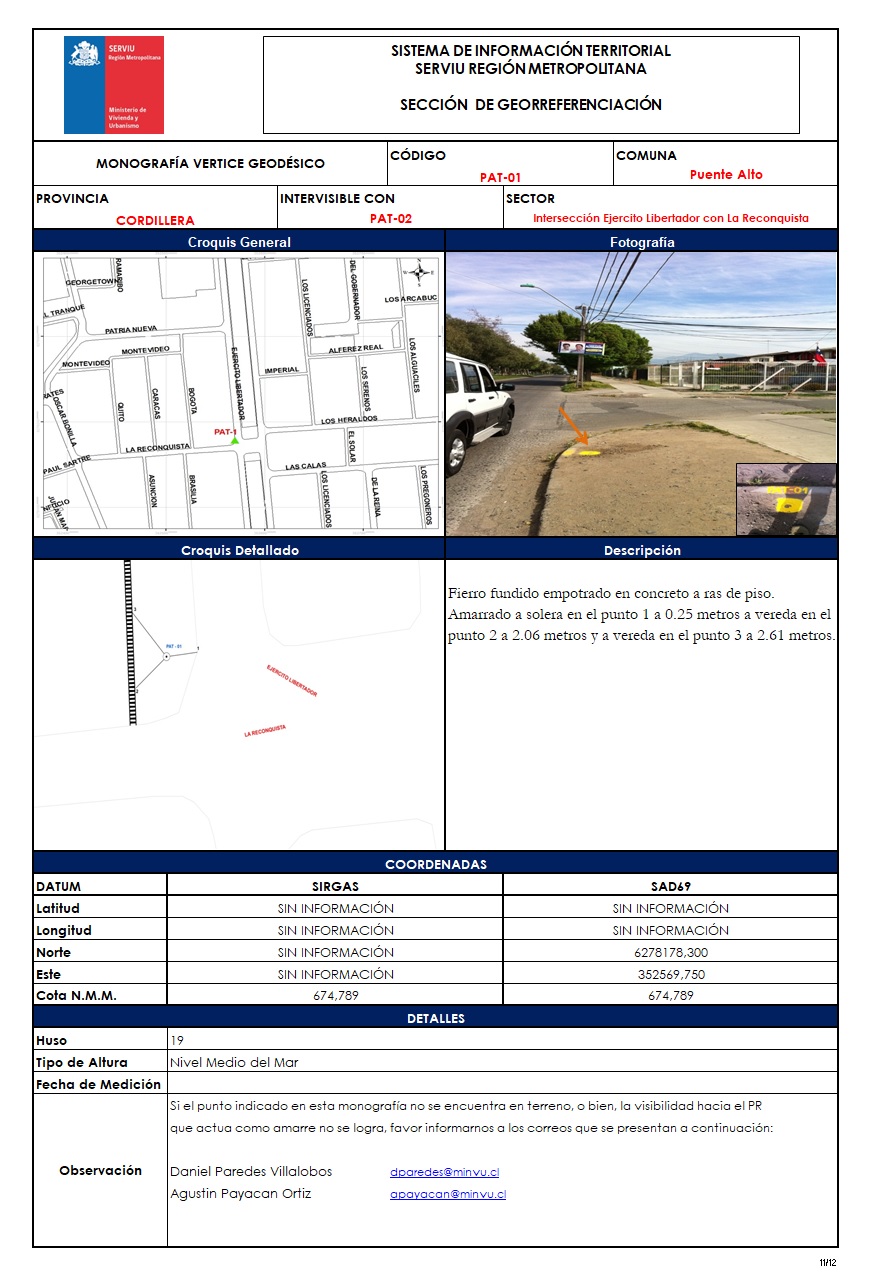 SERVIU
Región Metropolitana
Ministerio de
Vivienda y
Urbanismo
SISTEMA DE INFORMACIÓN TERRITORIAL
SERVIU REGIÓN METROPOLITANA
SECCIÓN DE GEORREFERENCIACIÓN
MONOGRAFÍA VERTICE GEODÉSICO
CÓDIGO
PAT-01
COMUNA
Puente Alto
PROVINCIA
CORDILLERA
INTERVISIBLE CON
PAT-02
SECTOR
Intersección Ejercito Libertador con La Reconquista
Croquis General
Fotografía
GEORGETOWN
RAMARIBO
L TRANQUE
PATRIA NUEVA
MONTEVIDEO
MONTEVIDEO
RATES
OSCAR BONILLA
QUITO
CARACAS
BOGOTA
EJERCITO LIBERTADOR
LOS LICENCIADOS
DEL GOBERNADOR
LOS ARCABUC
ALFEREZ REAL
IMPERIAL
LOS SERENOS
LOS ALGUACILES
LOS HERALDOS
PAT-1
LA RECONQUISTA
PAUL SARTRE
EL SOLAR
LAS CALAS
ASUNCION
BRASILIA
LOS LICENCIADOS
DE LA REINA
LOS PREGONEROS
NFICIO
N
S
E
W
Croquis Detallado
Descripción
PAT - 01
1
2
3
EJERCITO LIBERTADOR
LA RECONQUISTA
Fierro fundido empotrado en concreto a ras de piso.
Amarrado a solera en el punto 1 a 0.25 metros a vereda en el
punto 2 a 2.06 metros y a vereda en el punto 3 a 2.61 metros.
COORDENADAS
DATUM SIRGAS SAD69
Latitud SIN INFORMACIÓN SIN INFORMACIÓN
Longitud SIN INFORMACIÓN SIN INFORMACIÓN
Norte SIN INFORMACIÓN 6278178,300
Este SIN INFORMACIÓN 352569,750
Cota N.M.M. 674,789 674,789
DETALLES
Huso 19
Tipo de Altura Nivel Medio del Mar
Fecha de Medición
Observación
Si el punto indicado en esta monografía no se encuentra en terreno, o bien, la visibilidad hacia el PR
que actua como amarre no se logra, favor informarnos a los correos que se presentan a continuación:
Daniel Paredes Villalobos dparedes@minvu.cl
Agustin Payacan Ortiz apayacan@minvu.cl
11/12